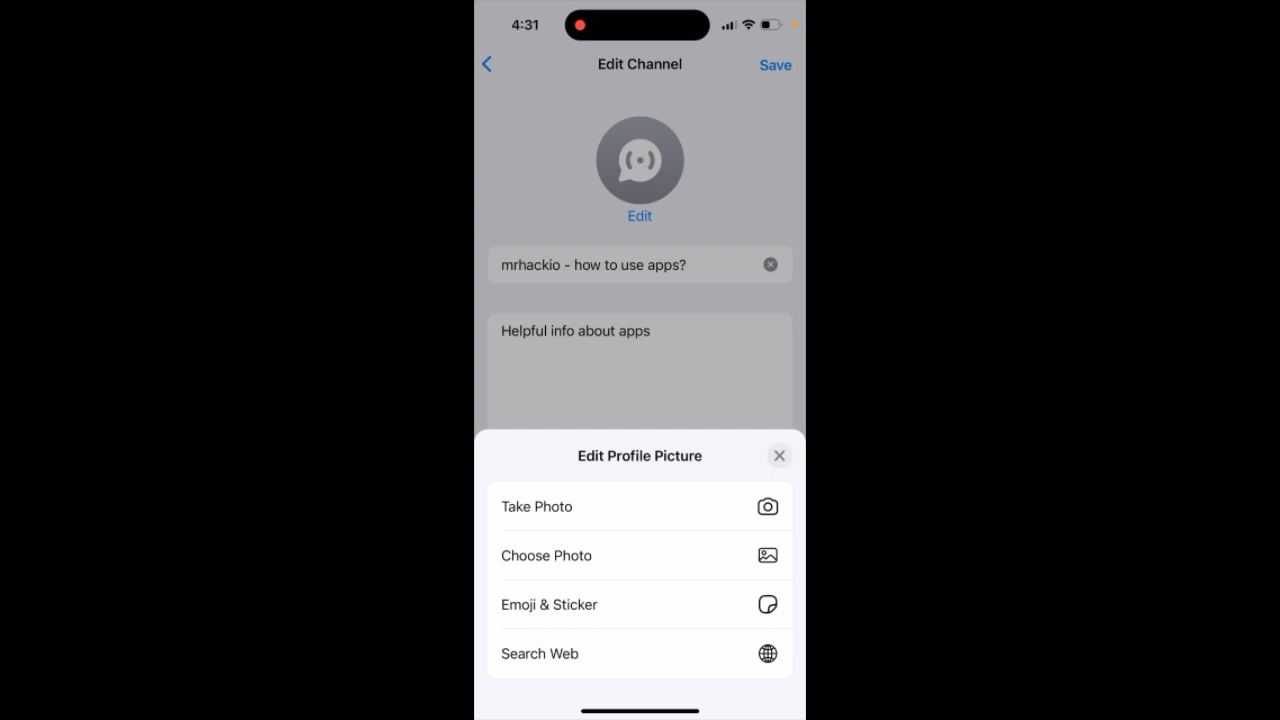 4:31
Edit Channel
Save
Edit
mrhackio - how to use apps?
Helpful info about apps
Edit Profile Picture
Take Photo
Choose Photo
Emoji & Sticker
Search Web